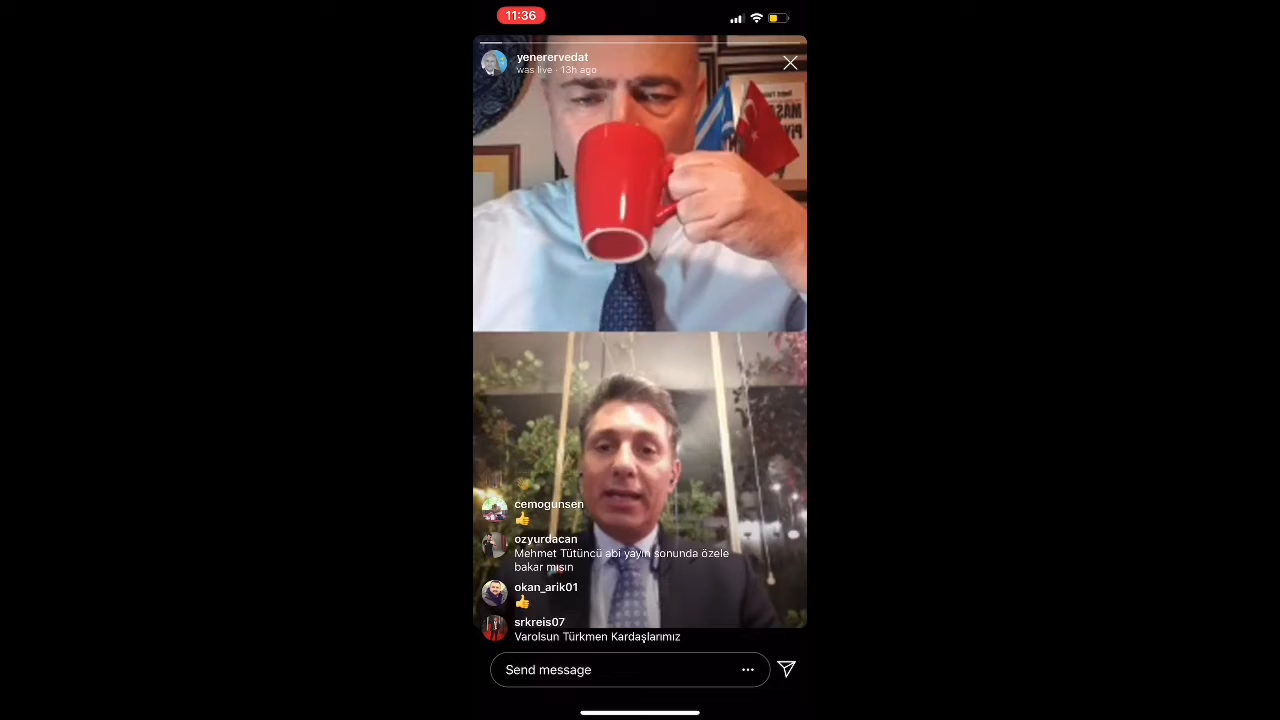 11:36
yenerervedat
was live · 13h ago
cemogunsen
👍
ozyurdacan
Mehmet Tütüncü abi yayın sonunda özele
bakar mısın
okan_arik01
👍
srkreis07
Varolsun Türkmen Kardaşlarımız
Send message